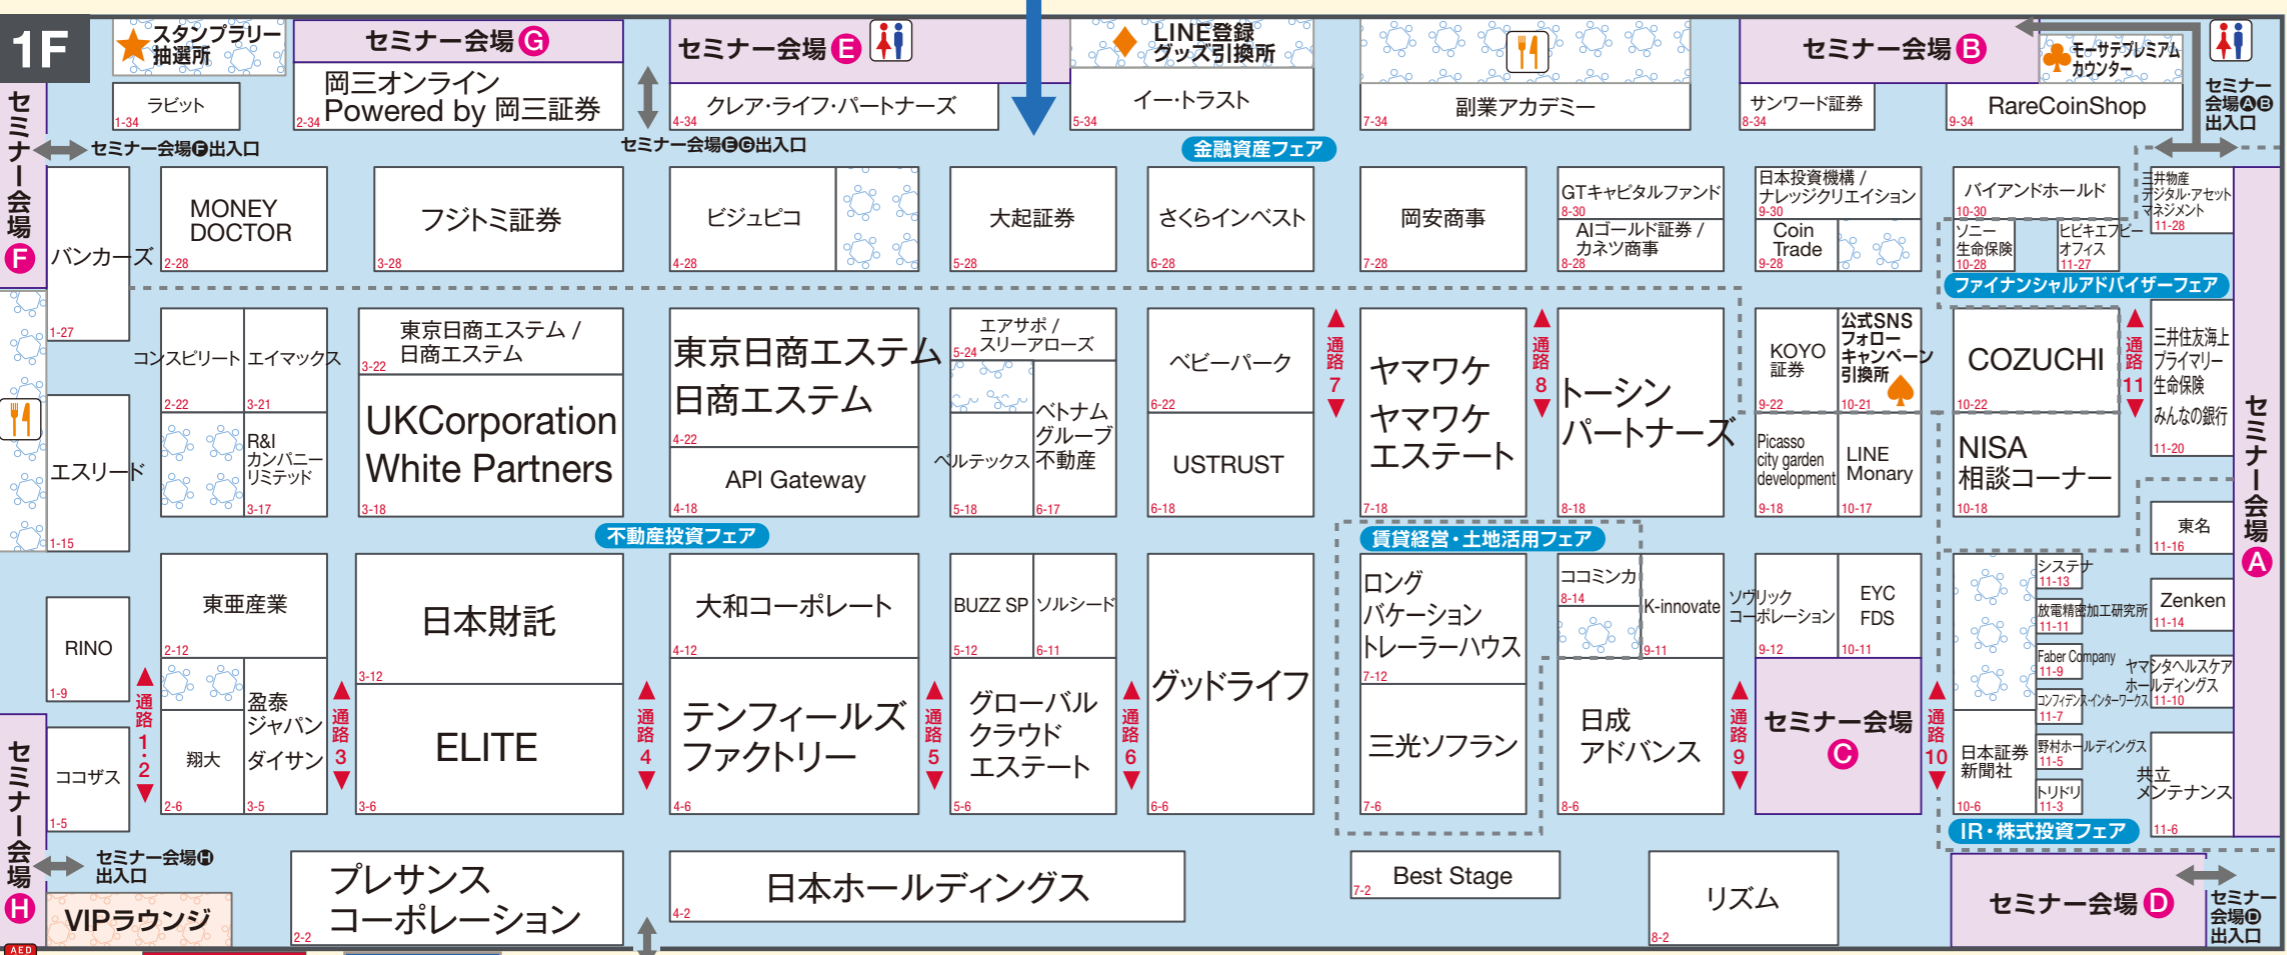 1F
スタンプラリー
抽選所
セミナー会場G
セミナー会場E
LINE登録
グッズ引換所
セミナー会場B
モーサテプレミアム
カウンター
セミナー
会場AB
出入口
ラビット
1-34
岡三オンライン
Powered by 岡三証券
2-34
クレア・ライフ・パートナーズ
4-34
イー・トラスト
5-34
副業アカデミー
7-34
サンワード証券
8-34
RareCoinShop
9-34
セミナー会場F
セミナー会場F出入口
セミナー会場EG出入口
金融資産フェア
バンカーズ
1-27
MONEY
DOCTOR
2-28
フジトミ証券
3-28
ビジュピコ
4-28
大起証券
5-28
さくらインベスト
6-28
岡安商事
7-28
GTキャピタルファンド
8-30
AIゴールド証券 /
カネツ商事
8-28
日本投資機構 /
ナレッジクリエイション
9-30
Coin
Trade
9-28
バイアンドホールド
10-30
ソニー
生命保険
10-28
ヒビキエフピー
オフィス
11-27
三井物産
デジタル・アセット
マネジメント
11-28
ファイナンシャルアドバイザーフェア
コンスピリート
2-22
エイマックス
3-21
東京日商エステム /
日商エステム
3-22
東京日商エステム
日商エステム
4-22
エアサポ /
スリーアローズ
5-24
ベビーパーク
6-22
通路7
ヤマワケ
ヤマワケ
エステート
7-18
通路8
トーシン
パートナーズ
8-18
KOYO
証券
9-22
公式SNS
フォロー
キャンペーン
引換所
10-21
COZUCHI
10-22
通路11
三井住友海上
プライマリー
生命保険
みんなの銀行
11-20
セミナー会場A
エスリード
1-15
R&I
カンパニー
リミテッド
3-17
UKCorporation
White Partners
3-18
API Gateway
4-18
ベルテックス
5-18
ベトナム
グループ
不動産
6-17
USTRUST
6-18
Picasso
city garden
development
9-18
LINE
Monary
10-17
NISA
相談コーナー
10-18
東名
11-16
不動産投資フェア
賃貸経営・土地活用フェア
RINO
1-9
東亜産業
2-12
日本財託
3-12
大和コーポレート
4-12
BUZZ SP
5-12
ソルシード
6-11
グッドライフ
6-6
ロング
バケーション
トレーラーハウス
7-12
ココミンカ
8-14
K-innovate
9-11
ソヴリック
コーポレーション
9-12
EYC
FDS
10-11
システナ
11-13
放電精密加工研究所
11-11
Zenken
11-14
Faber Company
11-9
ヤマシタヘルスケア
ホールディングス
11-10
コンフィデンス・インターワークス
11-7
ココザス
1-5
通路1・2
翔大
2-6
盈泰
ジャパン
ダイサン
3-5
通路3
ELITE
3-6
通路4
テンフィールズ
ファクトリー
4-6
通路5
グローバル
クラウド
エステート
5-6
通路6
三光ソフラン
7-6
日成
アドバンス
8-6
通路9
セミナー会場
C
通路10
日本証券
新聞社
10-6
野村ホールディングス
11-5
トリドリ
11-3
共立
メンテナンス
11-6
IR・株式投資フェア
セミナー会場H
セミナー会場H
出入口
VIPラウンジ
AED
プレサンス
コーポレーション
2-2
日本ホールディングス
4-2
Best Stage
7-2
リズム
8-2
セミナー会場D
セミナー
会場D
出入口